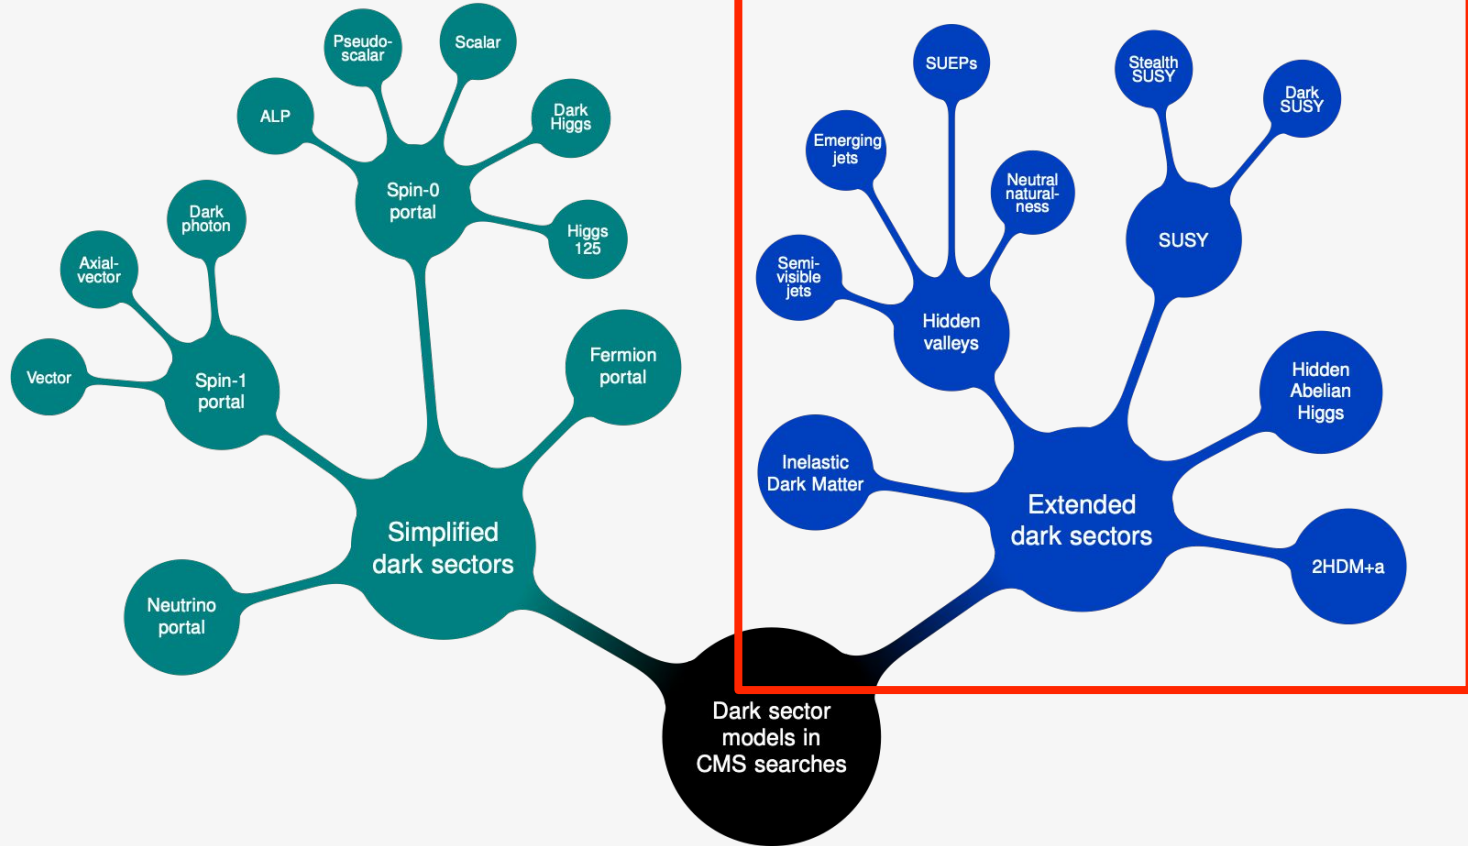 Pseudo-
scalar
Scalar
ALP
Dark
Higgs
Spin-0
portal
Higgs
125
Dark
photon
Axial-
vector
Vector
Spin-1
portal
Fermion
portal
Simplified
dark sectors
Neutrino
portal
SUEPs
Stealth
SUSY
Dark
SUSY
Emerging
jets
Neutral
natural-
ness
SUSY
Semi-
visible
jets
Hidden
valleys
Hidden
Abelian
Higgs
Inelastic
Dark Matter
Extended
dark sectors
2HDM+a
Dark sector
models in
CMS searches